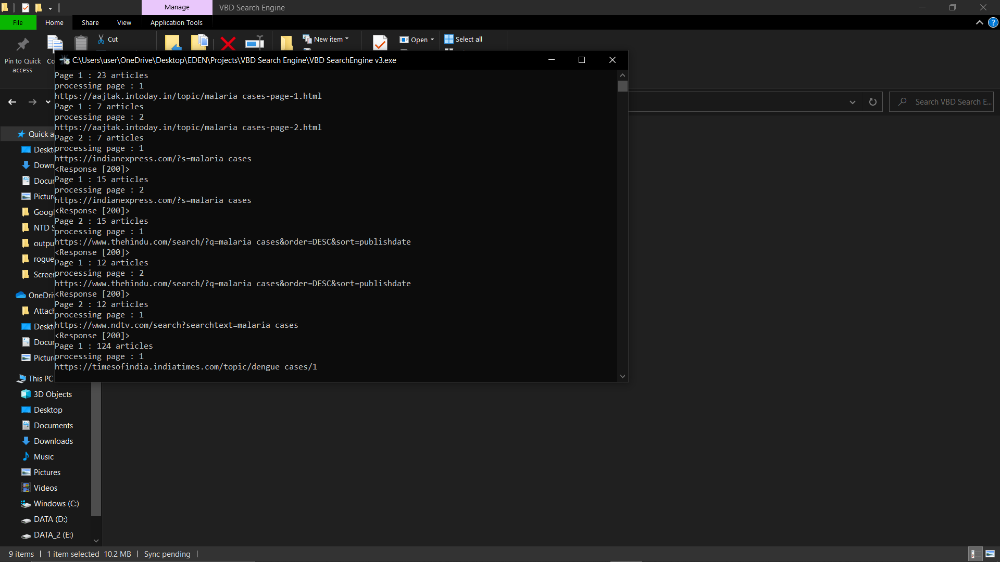 Manage
VBD Search Engine
File
Home
Share
View
Application Tools
Pin to Quick access
Cut
New item
Open
Select all
C:\Users\user\OneDrive\Desktop\EDEN\Projects\VBD Search Engine\VBD SearchEngine v3.exe
Search VBD Search E...
Page 1 : 23 articles
processing page : 1
https://aajtak.intoday.in/topic/malaria cases-page-1.html
Page 1 : 7 articles
processing page : 2
https://aajtak.intoday.in/topic/malaria cases-page-2.html
Page 2 : 7 articles
processing page : 1
https://indianexpress.com/?s=malaria cases
<Response [200]>
Page 1 : 15 articles
processing page : 2
https://indianexpress.com/?s=malaria cases
<Response [200]>
Page 2 : 15 articles
processing page : 1
https://www.thehindu.com/search/?q=malaria cases&order=DESC&sort=publishdate
<Response [200]>
Page 1 : 12 articles
processing page : 2
https://www.thehindu.com/search/?q=malaria cases&order=DESC&sort=publishdate
<Response [200]>
Page 2 : 12 articles
processing page : 1
https://www.ndtv.com/search?searchtext=malaria cases
<Response [200]>
Page 1 : 124 articles
processing page : 1
https://timesofindia.indiatimes.com/topic/dengue cases/1
Quick a
Deskt
Down
Docur
Pictur
Googl
NTD S
outpu
rogue
Screer
OneDriv
Attach
Deskt
Docur
Pictur
This PC
3D Objects
Desktop
Documents
Downloads
Music
Pictures
Videos
Windows (C:)
DATA (D:)
DATA_2 (E:)
9 items
1 item selected 10.2 MB
Sync pending